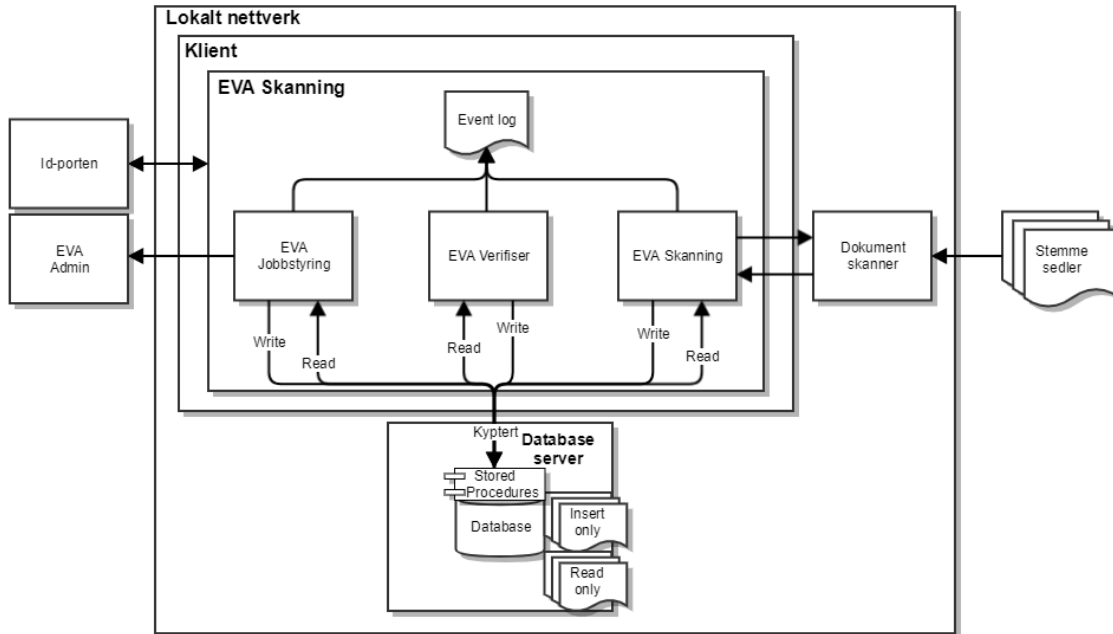 Lokalt nettverk
Klient
EVA Skanning
Event log
Id-porten
EVA
Admin
EVA
Jobbstyring
EVA Verifiser
EVA Skanning
Dokument
skanner
Stemme
sedler
Write
Read
Read
Write
Write
Read
Kyptert
Database
server
Stored
Procedures
Database
Insert
only
Read
only